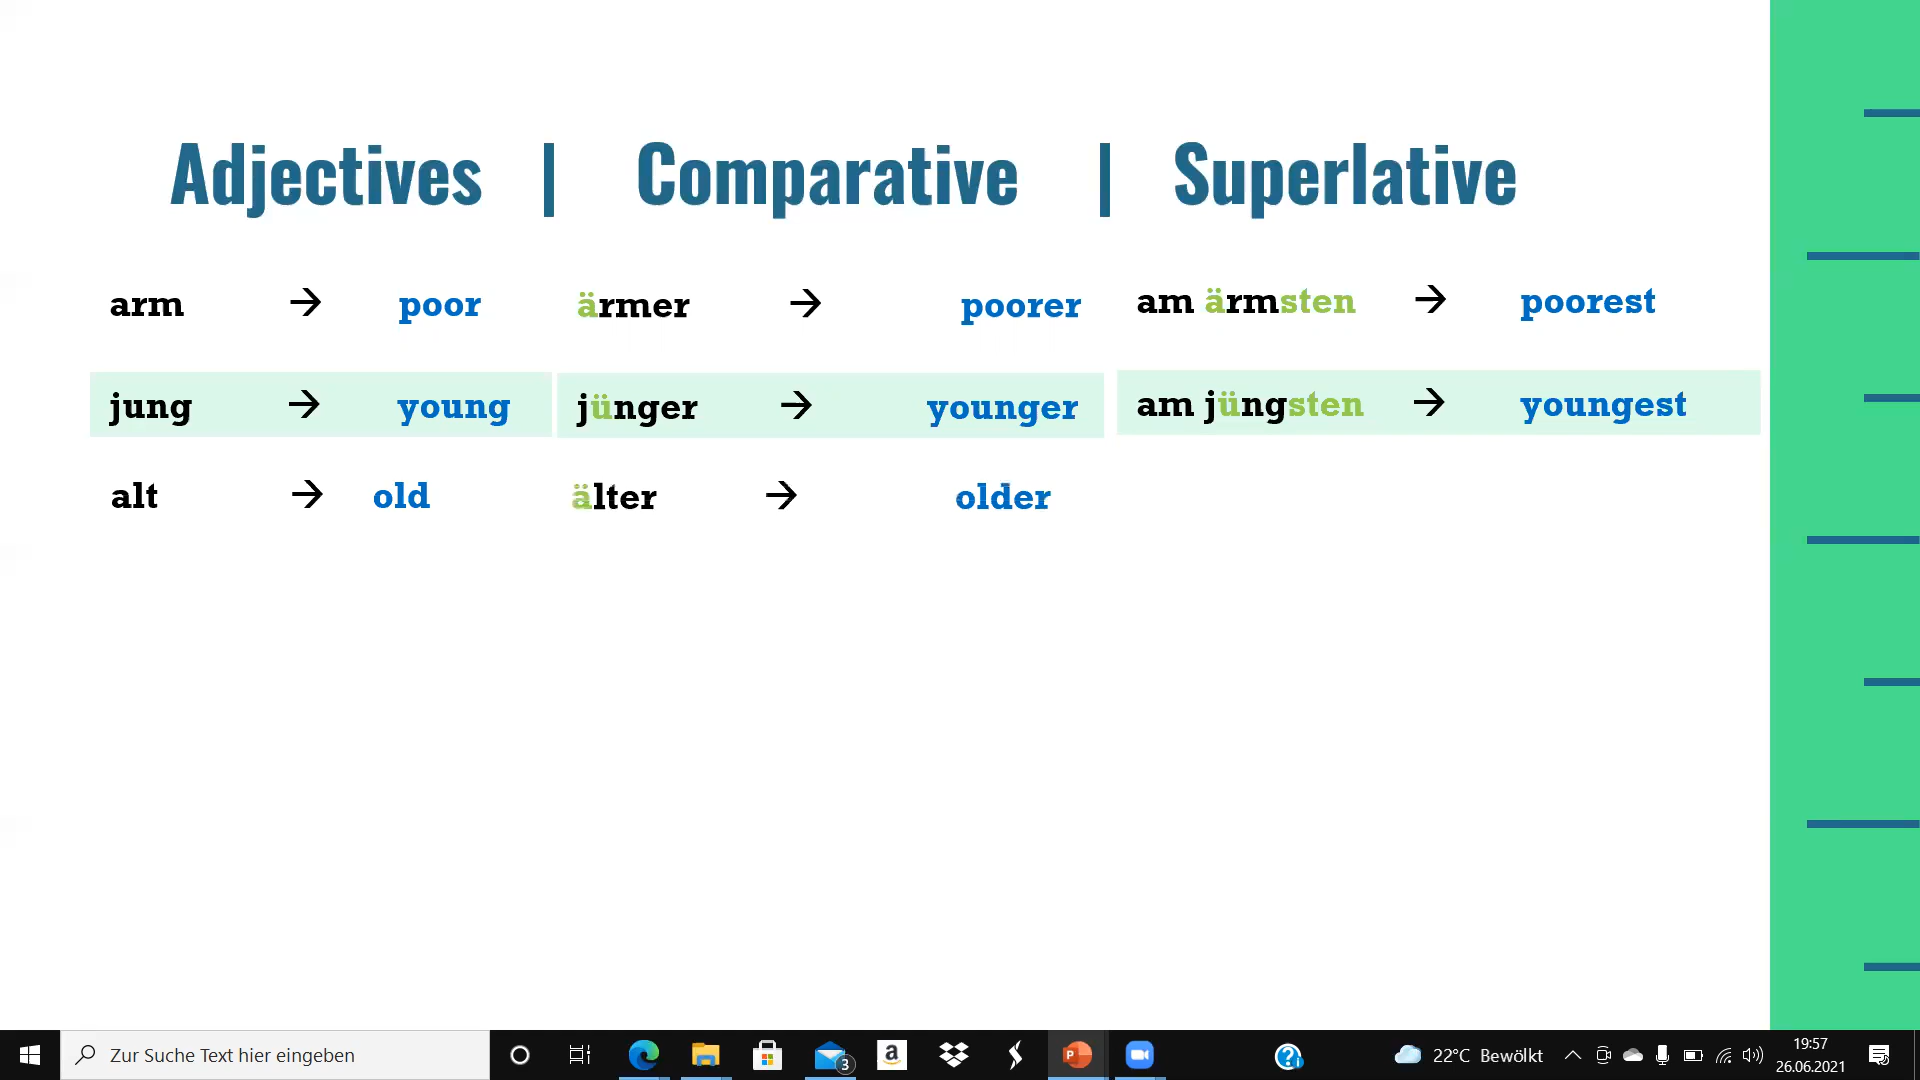 Adjectives | Comparative | Superlative
arm → poor ärmer → poorer am ärmsten → poorest
jung → young jünger → younger am jüngsten → youngest
alt → old älter → older
Zur Suche Text hier eingeben 3 a P 22°C Bewölkt 19:57
26.06.2021